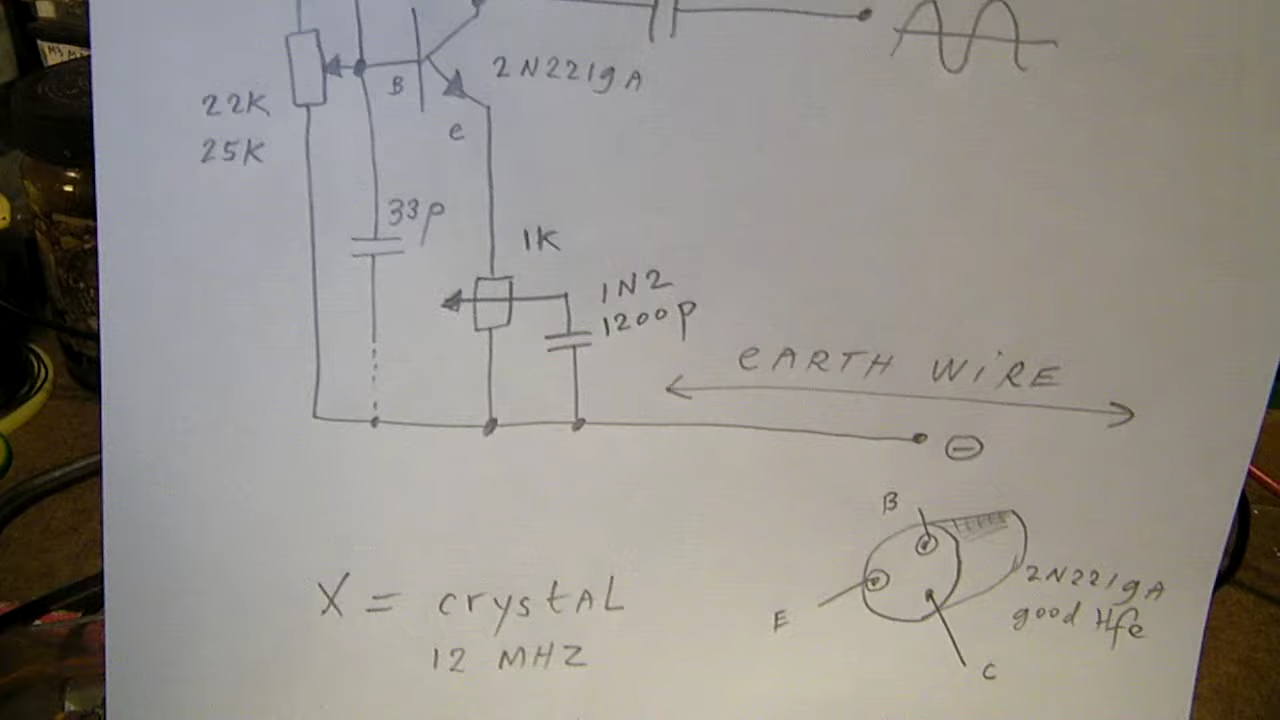 2N2219A
B
22K
25K
e
33p
1K
1N2
1200p
EARTH WIRE
B
2N2219A
good Hfe
E
C
X = crystAL
12 MHZ